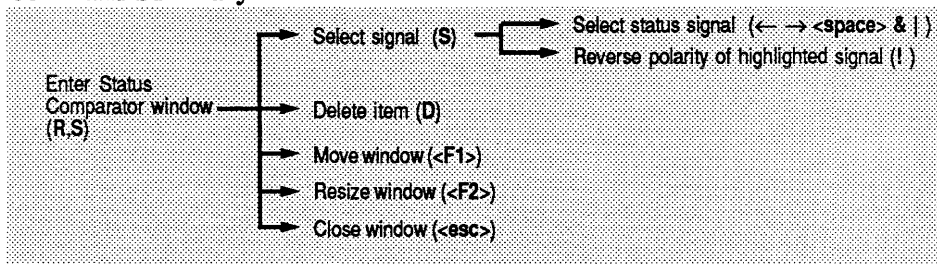 Enter Status
Comparator window
(R,S)
Select signal (S)
Select status signal (← → <space> & | )
Reverse polarity of highlighted signal (! )
Delete item (D)
Move window (<F1>)
Resize window (<F2>)
Close window (<esc>)